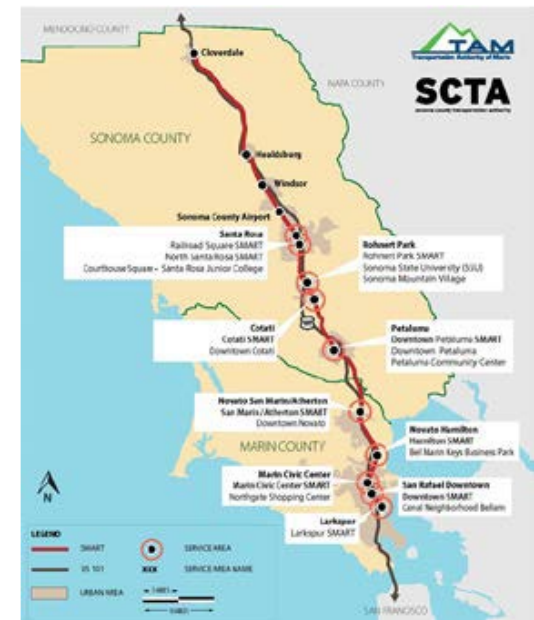 MENDOCINO COUNTY
Cloverdale
TAM
Transportation Authority of Marin
NAPA COUNTY
SCTA
sonoma county transportation authority
SONOMA COUNTY
Healdsburg
Windsor
Sonoma County Airport
Santa Rosa
Railroad Square SMART
North Santa Rosa SMART
Courthouse Square – Santa Rosa Junior College
Rohnert Park
Rohnert Park SMART
Sonoma State University (SSU)
Sonoma Mountain Village
Cotati
Cotati SMART
Downtown Cotati
Petaluma
Downtown Petaluma SMART
Downtown Petaluma
Petaluma Community Center
Novato San Marin/Atherton
San Marin/Atherton SMART
Downtown Novato
Novato Hamilton
Hamilton SMART
Bel Marin Keys Business Park
MARIN COUNTY
Marin Civic Center
Marin Civic Center SMART
Northgate Shopping Center
San Rafael Downtown
Downtown SMART
Canal Neighborhood Bellam
Larkspur
Larkspur SMART
N
LEGEND
SMART
SERVICE AREA
US 101
XXX
SERVICE AREA NAME
URBAN AREA
SAN FRANCISCO